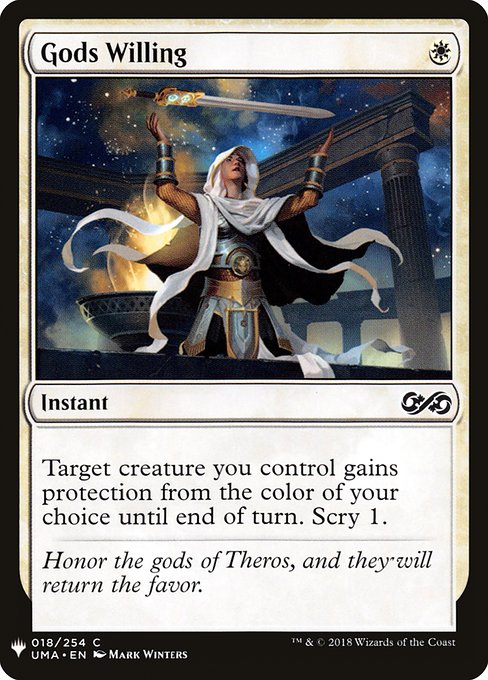 Gods Willing
Instant
Target creature you control gains
protection from the color of your
choice until end of turn. Scry 1.
Honor the gods of Theros, and they will
return the favor.
018/254 C
UMA • EN Mark Winters
™ & © 2018 Wizards of the Coast